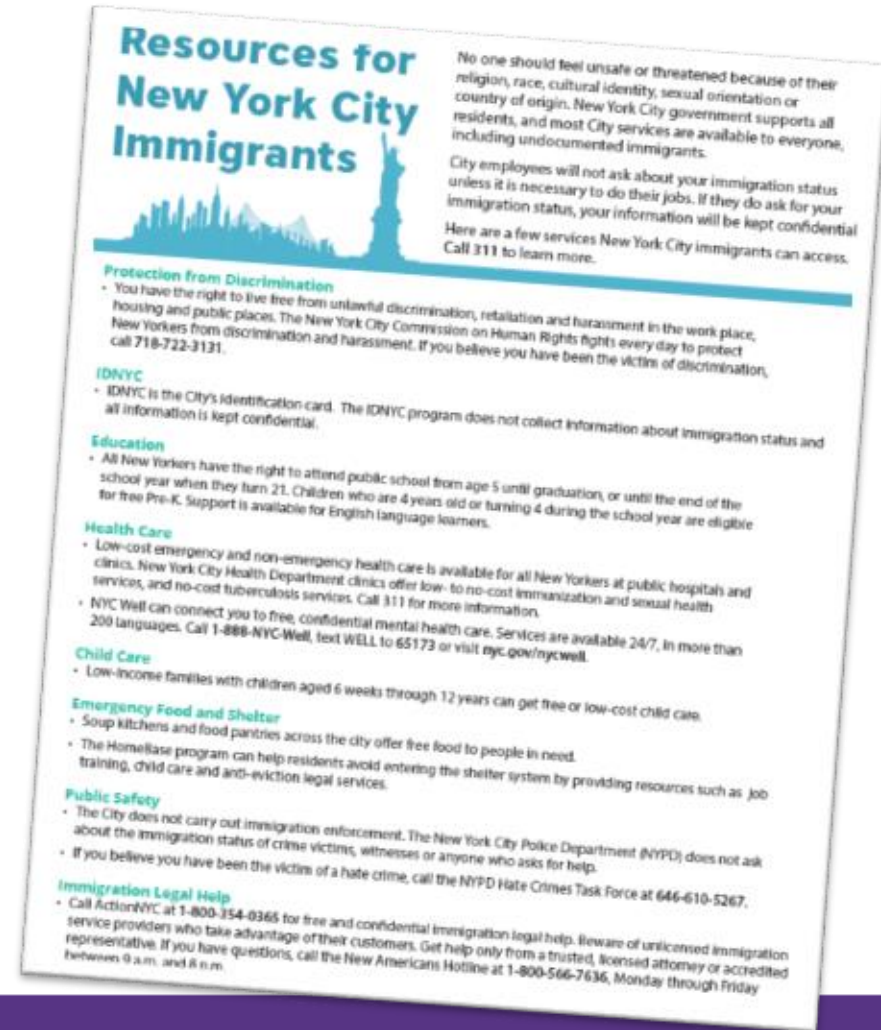 Resources for
New York City
Immigrants
No one should feel unsafe or threatened because of their
religion, race, cultural identity, sexual orientation or
country of origin. New York City government supports all
residents, and most City services are available to everyone,
including undocumented immigrants.
City employees will not ask about your immigration status
unless it is necessary to do their jobs. If they do ask for your
immigration status, your information will be kept confidential
Here are a few services New York City immigrants can access.
Call 311 to learn more.
Protection from Discrimination
• You have the right to live free from unlawful discrimination, retaliation and harassment in the work place,
housing and public places. The New York City Commission on Human Rights fights every day to protect
New Yorkers from discrimination and harassment. If you believe you have been the victim of discrimination,
call 718-722-3131.
IDNYC
• IDNYC is the City's identification card. The IDNYC program does not collect information about immigration status and
all information is kept confidential.
Education
• All New Yorkers have the right to attend public school from age 5 until graduation, or until the end of the
school year when they turn 21. Children who are 4 years old or turning 4 during the school year are eligible
for free Pre-K. Support is available for English language learners.
Health Care
• Low-cost emergency and non-emergency health care is available for all New Yorkers at public hospitals and
clinics. New York City Health Department clinics offer low- to no-cost immunization and sexual health
services, and no-cost tuberculosis services. Call 311 for more information.
• NYC Well can connect you to free, confidential mental health care. Services are available 24/7, in more than
200 languages. Call 1-888-NYC-Well, text WELL to 65173 or visit nyc.gov/nycwell.
Child Care
• Low-income families with children aged 6 weeks through 12 years can get free or low-cost child care.
Emergency Food and Shelter
• Soup kitchens and food pantries across the city offer free food to people in need.
• The HomeBase program can help residents avoid entering the shelter system by providing resources such as job
training, child care and anti-eviction legal services.
Public Safety
• The City does not carry out immigration enforcement. The New York City Police Department (NYPD) does not ask
about the immigration status of crime victims, witnesses or anyone who asks for help.
• If you believe you have been the victim of a hate crime, call the NYPD Hate Crimes Task Force at 646-610-5267.
Immigration Legal Help
• Call ActionNYC at 1-800-354-0365 for free and confidential immigration legal help. Beware of unlicensed immigration
service providers who take advantage of their customers. Get help only from a trusted, licensed attorney or accredited
representative. If you have questions, call the New Americans Hotline at 1-800-566-7636, Monday through Friday
between 9 a.m. and 8 p.m.